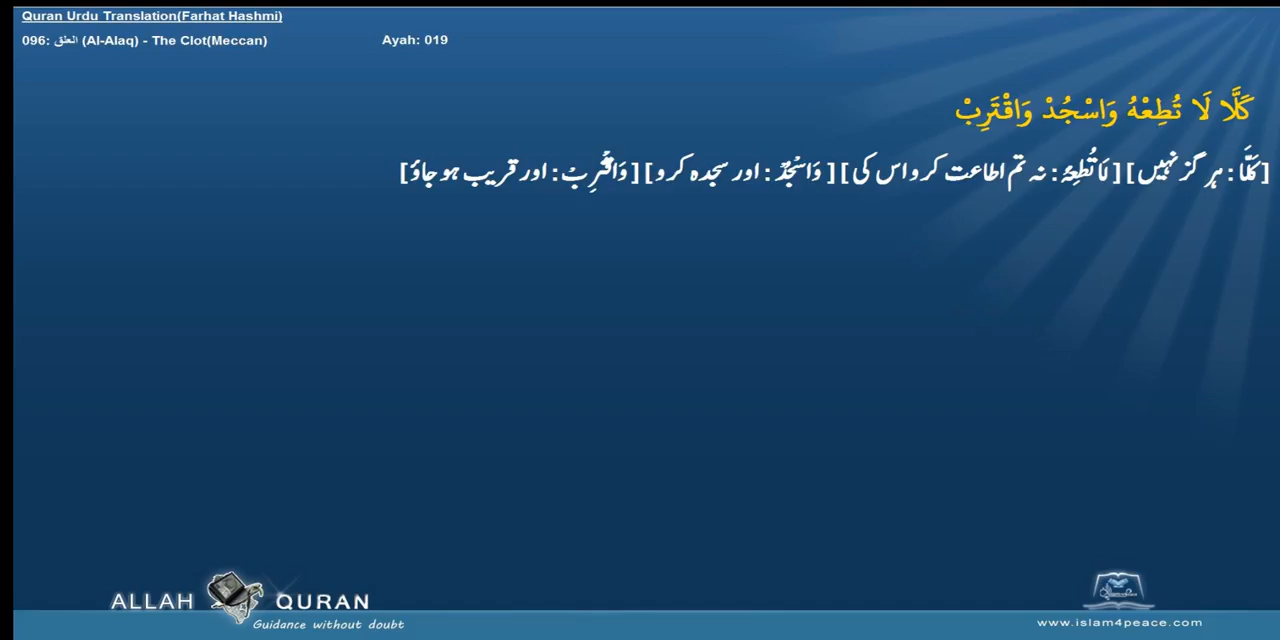 Quran Urdu Translation(Farhat Hashmi)
096: العلق (Al-Alaq) - The Clot(Meccan) Ayah: 019
كَلَّا لَا تُطِعْهُ وَاسْجُدْ وَاقْتَرِبْ
[كَلَّا : ہر گز نہیں] [لَا تُطِعْهُ : نہ تم اطاعت کرو اس کی] [وَاسْجُدْ : اور سجدہ کرو] [وَاقْتَرِبْ : اور قریب ہو جاؤ]
ALLAH QURAN
Guidance without doubt
www.islam4peace.com